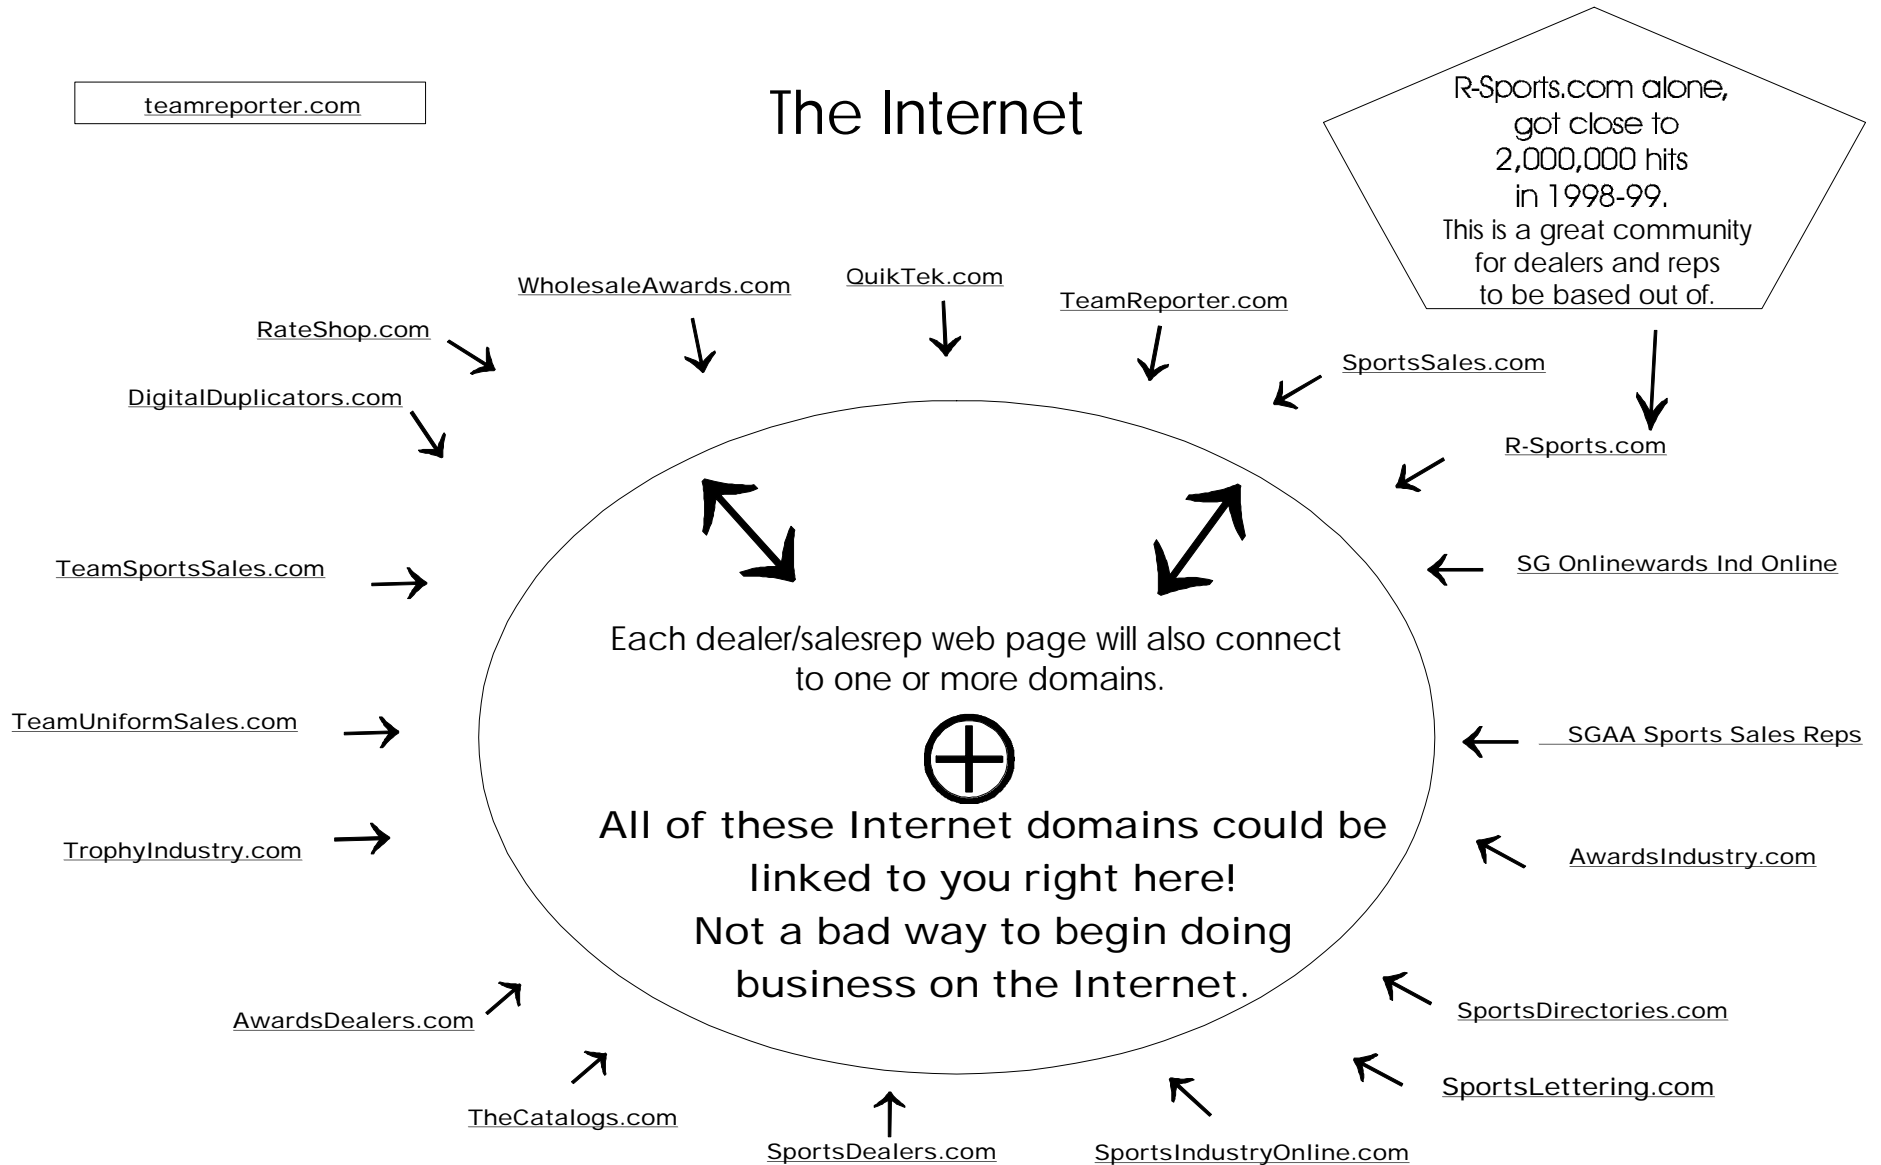 teamreporter.com
The Internet
R-Sports.com alone,
got close to
2,000,000 hits
in 1998-99.
This is a great community
for dealers and reps
to be based out of.
WholesaleAwards.com
QuikTek.com
TeamReporter.com
RateShop.com
SportsSales.com
DigitalDuplicators.com
R-Sports.com
TeamSportsSales.com
SG Onlinewards Ind Online
Each dealer/salesrep web page will also connect
to one or more domains.
TeamUniformSales.com
SGAA Sports Sales Reps
All of these Internet domains could be
linked to you right here!
Not a bad way to begin doing
business on the Internet.
TrophyIndustry.com
AwardsIndustry.com
AwardsDealers.com
SportsDirectories.com
TheCatalogs.com
SportsLettering.com
SportsDealers.com
SportsIndustryOnline.com